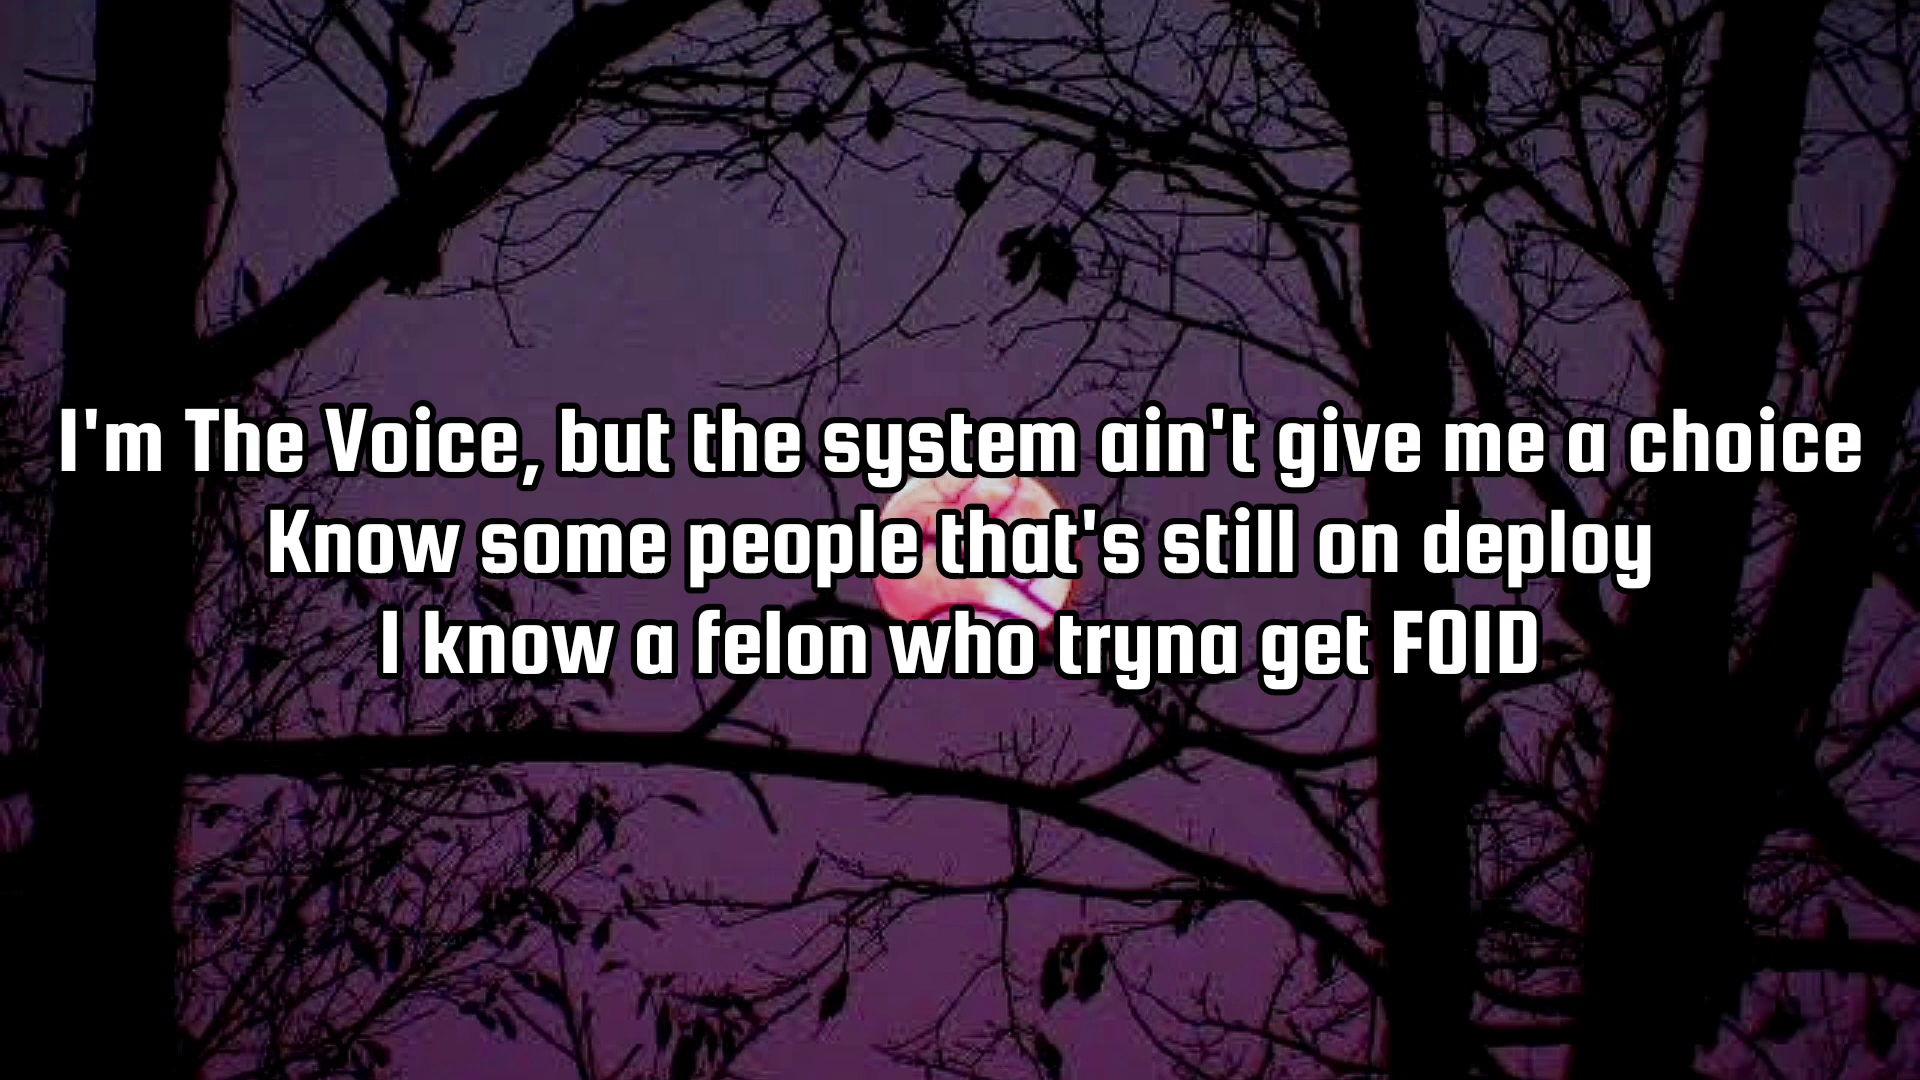 I'm The Voice, but the system ain't give me a choice
Know some people that's still on deploy
I know a felon who tryna get FOID